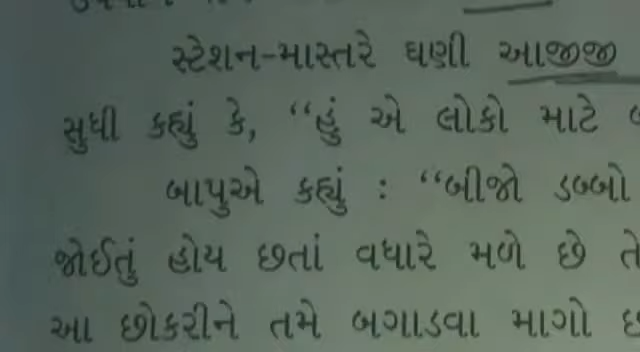 સ્ટેશન-માસ્તરે ઘણી આજીજી
સુધી કહ્યું કે, “હું એ લોકો માટે
બાપુએ કહ્યું : “બીજો ડબ્બો
જોઈતું હોય છતાં વધારે મળે છે તે
આ છોકરીને તમે બગાડવા માગો